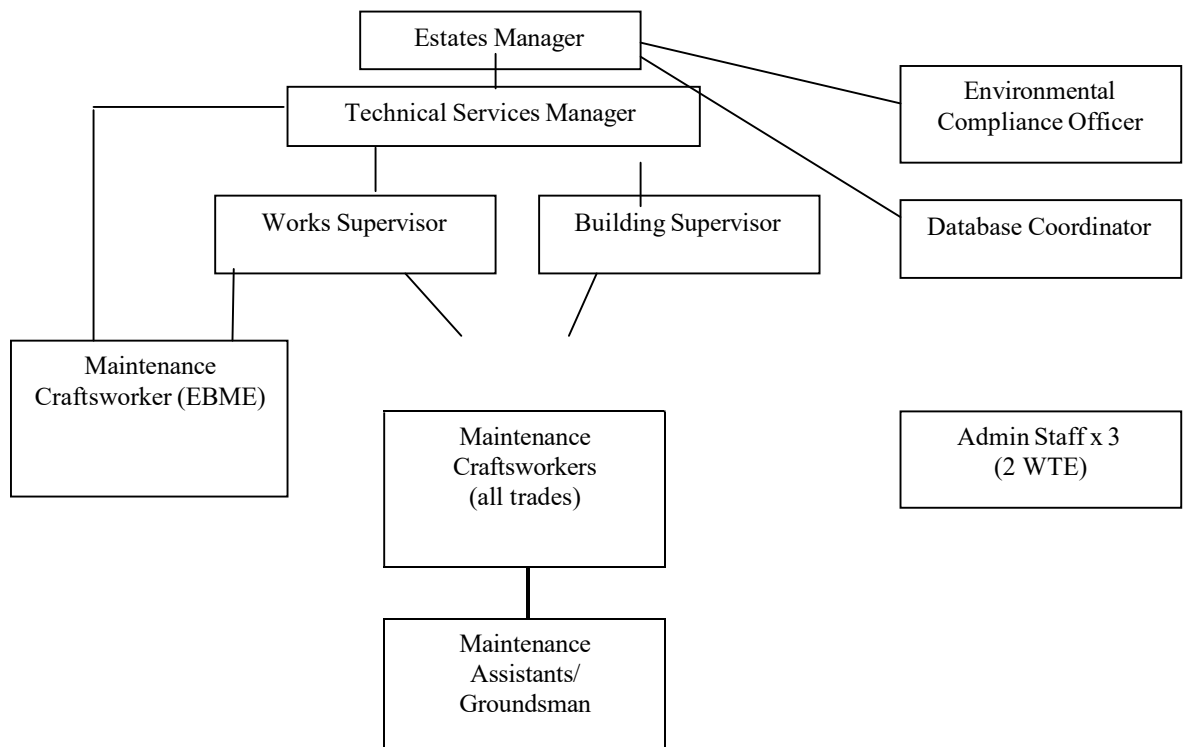 Estates Manager
Technical Services Manager
Environmental
Compliance Officer
Works Supervisor
Building Supervisor
Database Coordinator
Maintenance
Craftsworker (EBME)
Maintenance
Craftsworkers
(all trades)
Admin Staff x 3
(2 WTE)
Maintenance
Assistants/
Groundsman